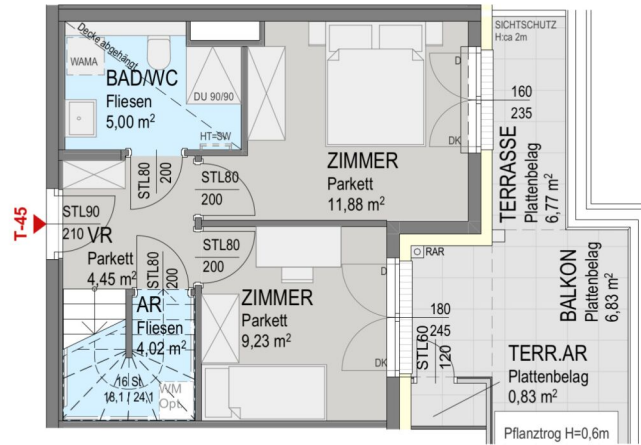 Decke abgehängt
WAMA
BAD/WC
Fliesen
5,00 m²
DU 90/90
HT=SW
STL80
200
STL80
200
ZIMMER
Parkett
11,88 m²
D
DK
160
235
SICHTSCHUTZ
H:ca 2m
TERRASSE
Plattenbelag
6,77 m²
T-45
STL90
210
VR
Parkett
4,45 m²
STL80
200
STL80
200
AR
Fliesen
4,02 m²
16 St
18,1 / 24,1
WM
Opt.
ZIMMER
Parkett
9,23 m²
D
DK
RAR
180
245
STL60
120
BALKON
Plattenbelag
6,83 m²
TERR.AR
Plattenbelag
0,83 m²
Pflanztrog H=0,6m